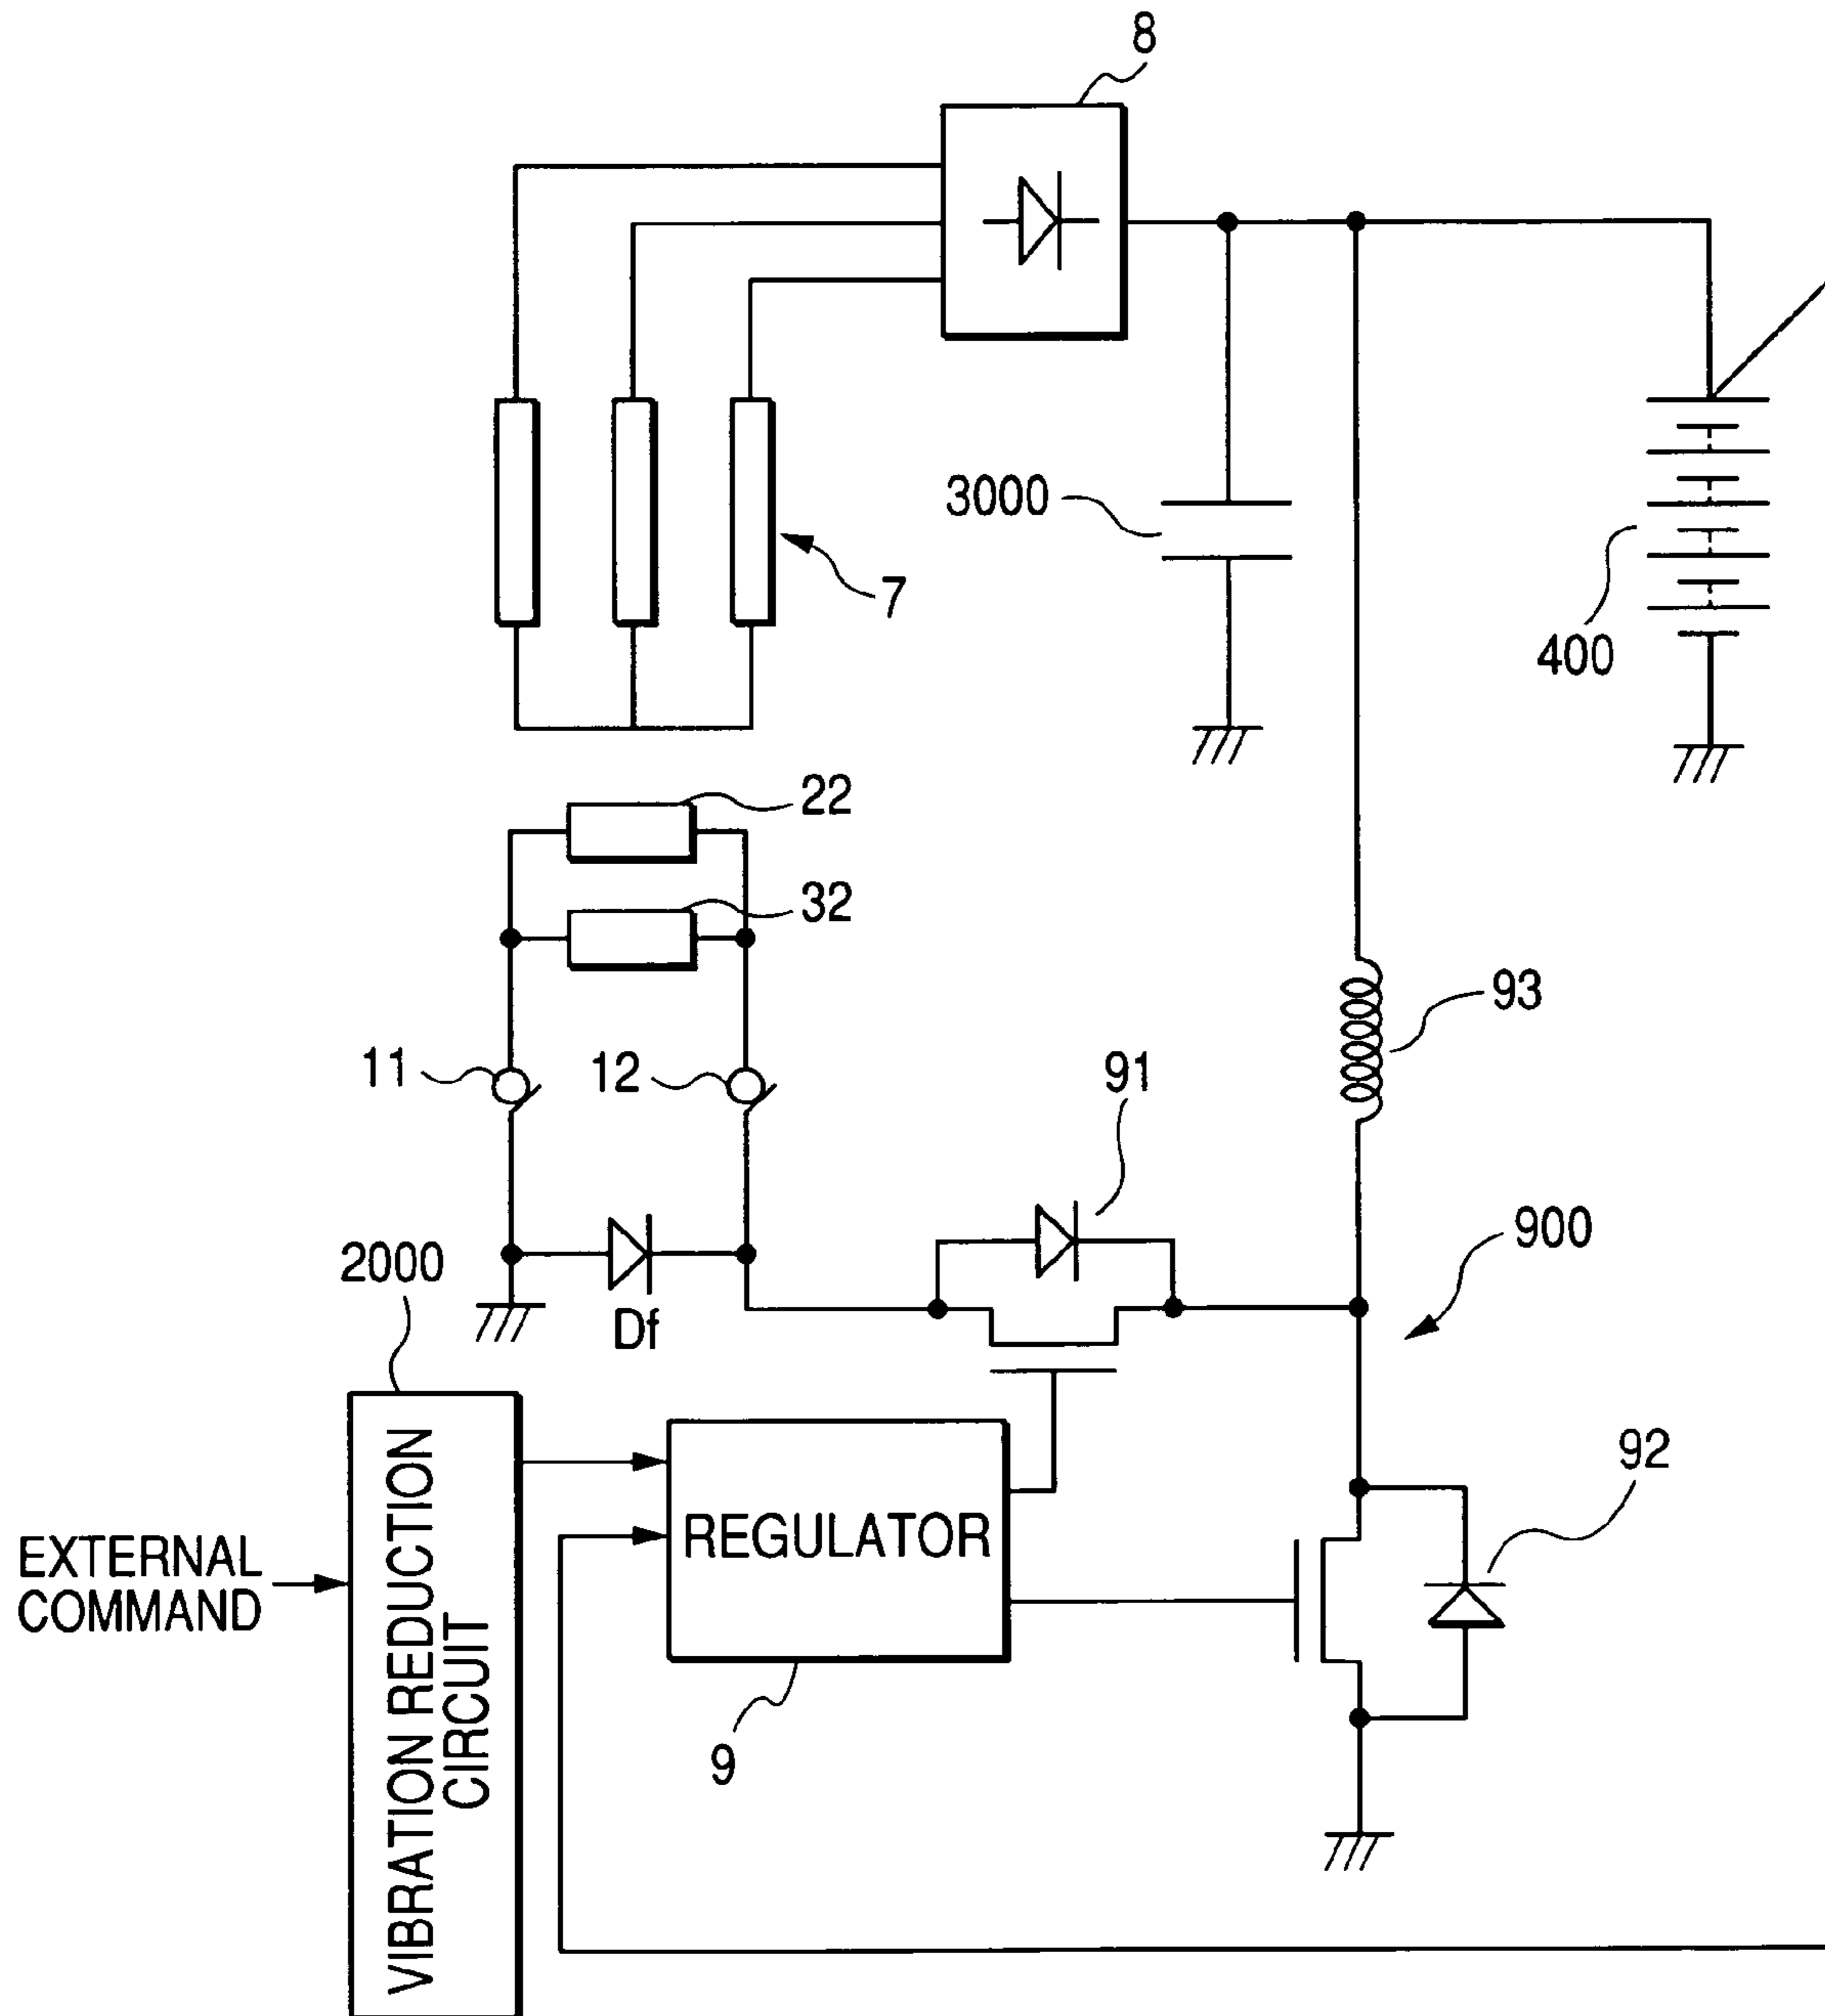 8
3000
7
400
22
32
93
11
12
91
900
2000
Df
92
VIBRATION REDUCTION
CIRCUIT
REGULATOR
EXTERNAL
COMMAND
9